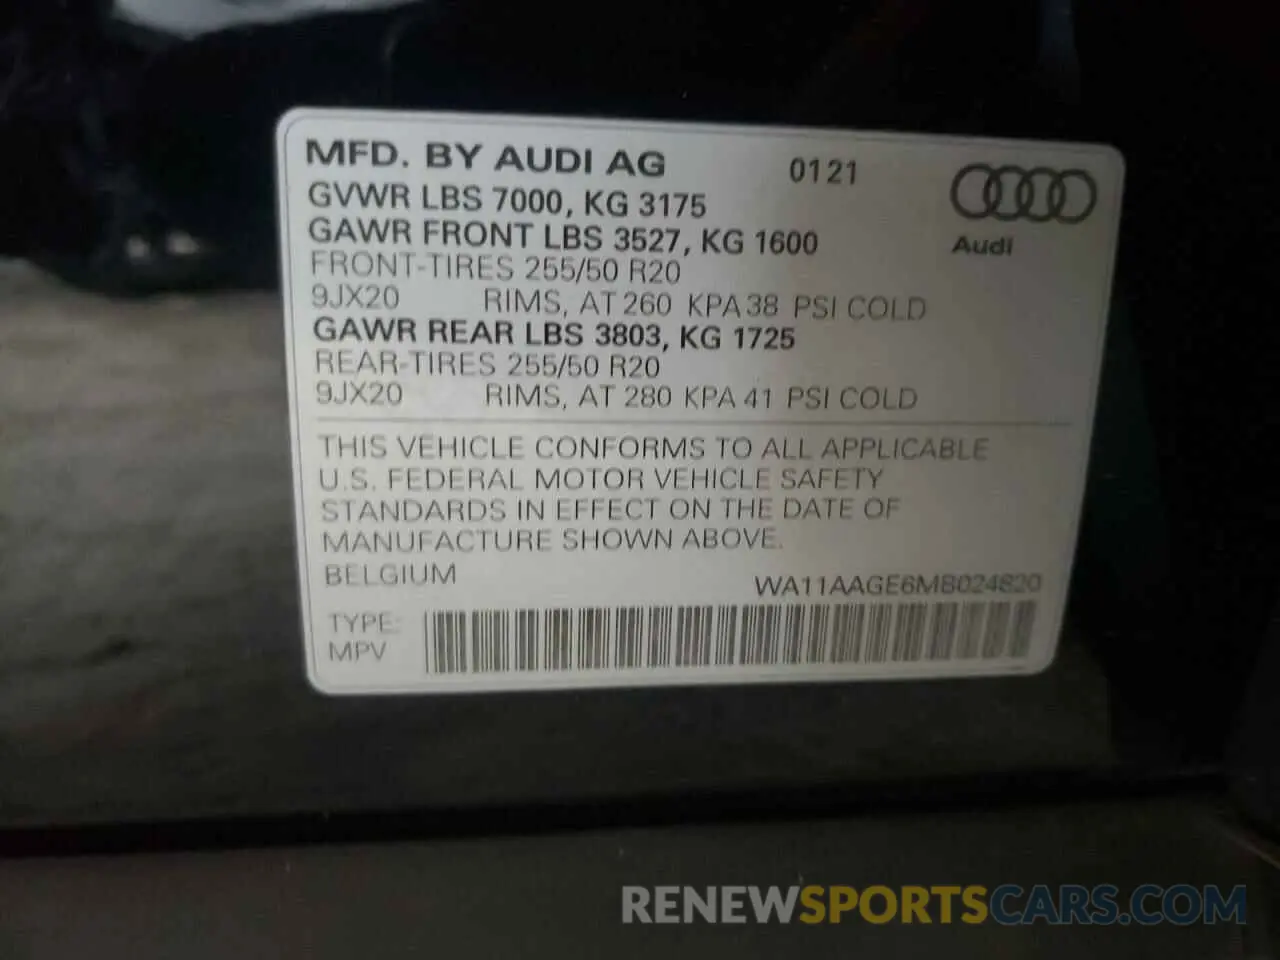 MFD. BY AUDI AG 0121
GVWR LBS 7000, KG 3175
GAWR FRONT LBS 3527, KG 1600
Audi
FRONT-TIRES 255/50 R20
9JX20 RIMS, AT 260 KPA 38 PSI COLD
GAWR REAR LBS 3803, KG 1725
REAR-TIRES 255/50 R20
9JX20 RIMS, AT 280 KPA 41 PSI COLD
THIS VEHICLE CONFORMS TO ALL APPLICABLE
U.S. FEDERAL MOTOR VEHICLE SAFETY
STANDARDS IN EFFECT ON THE DATE OF
MANUFACTURE SHOWN ABOVE.
BELGIUM
WA11AAGE6MB024820
TYPE:
MPV
RENEWSPORTSCARS.COM